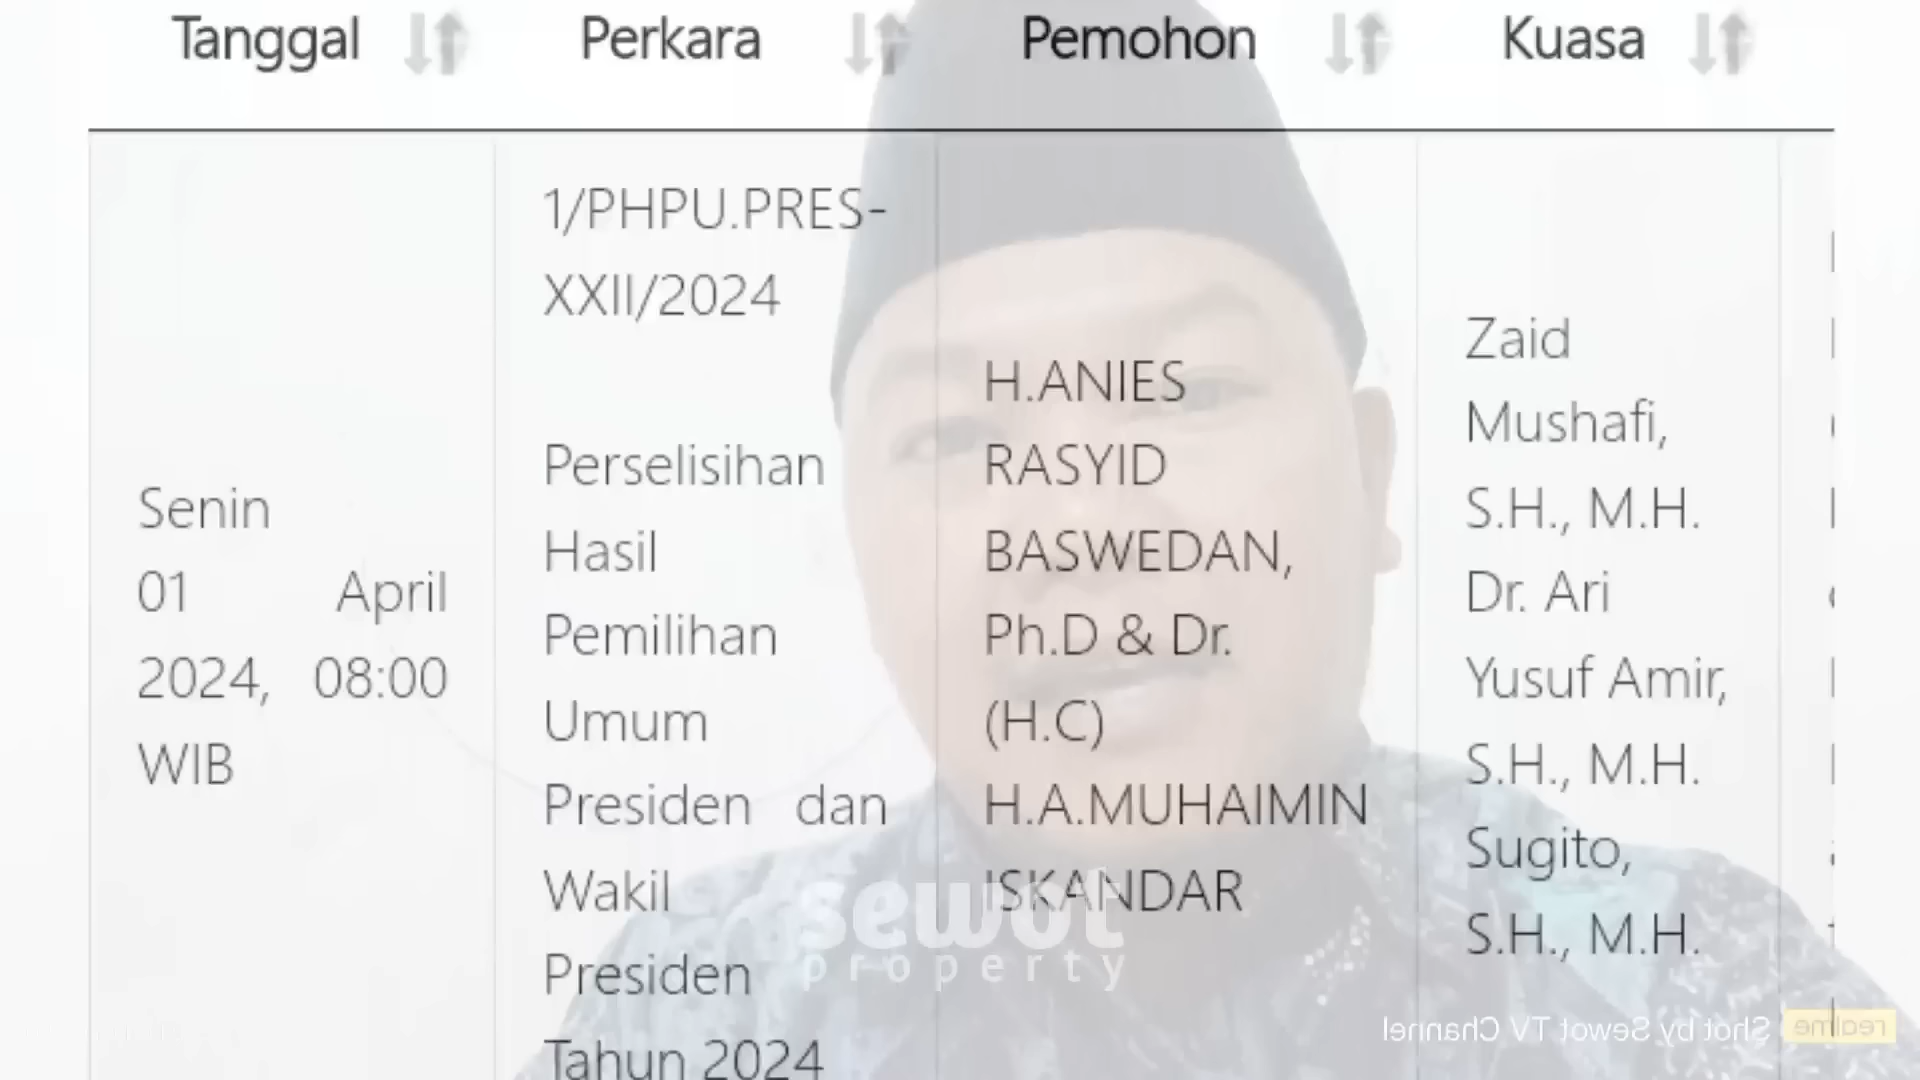 Tanggal
Perkara
Pemohon
Kuasa
Senin
01 April
2024, 08:00
WIB
1/PHPU.PRES-
XXII/2024
Perselisihan
Hasil
Pemilihan
Umum
Presiden dan
Wakil
Presiden
Tahun 2024
H.ANIES
RASYID
BASWEDAN,
Ph.D & Dr.
(H.C)
H.A.MUHAIMIN
ISKANDAR
Zaid
Mushafi,
S.H., M.H.
Dr. Ari
Yusuf Amir,
S.H., M.H.
Sugito,
S.H., M.H.
sewot
property
realme Shot by Sewot TV Channel